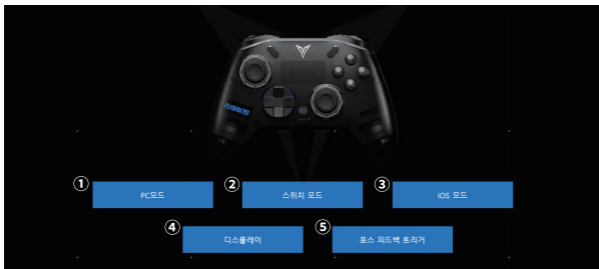 ① PC모드 ② 스위치 모드 ③ iOS 모드
④ 디스플레이 ⑤ 포스 피드백 트리거